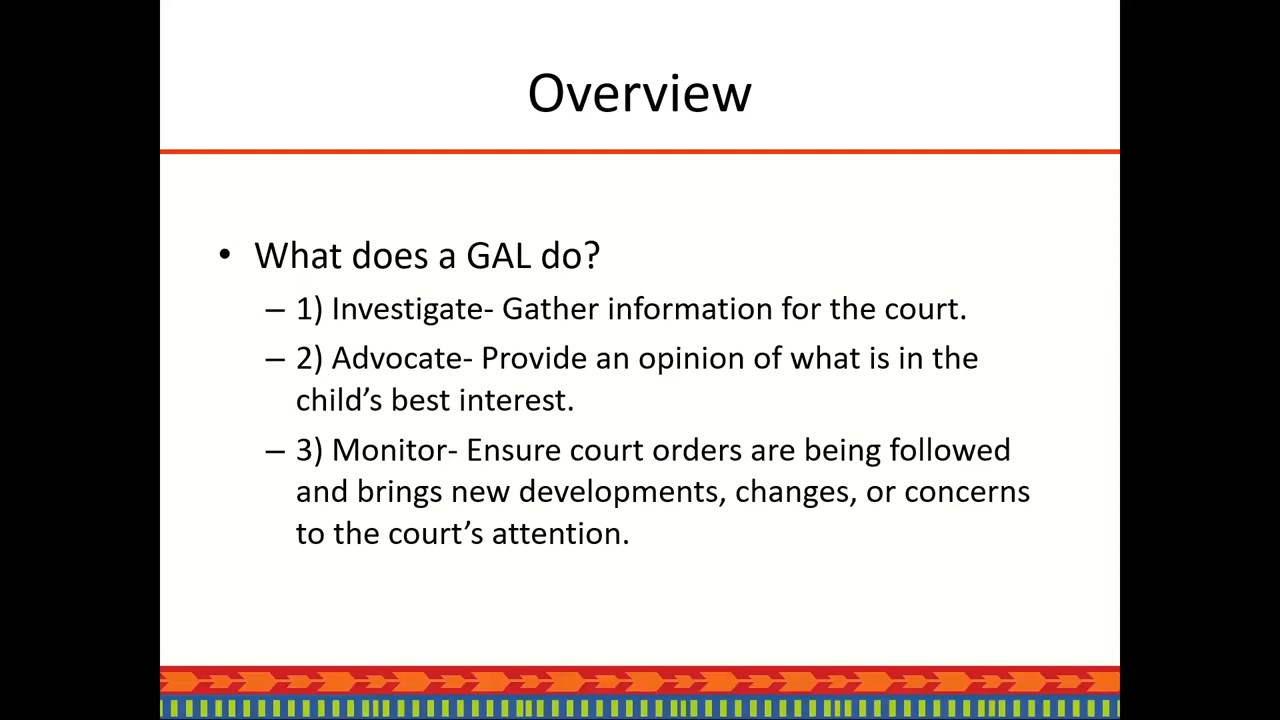 Overview
• What does a GAL do?
– 1) Investigate- Gather information for the court.
– 2) Advocate- Provide an opinion of what is in the
child’s best interest.
– 3) Monitor- Ensure court orders are being followed
and brings new developments, changes, or concerns
to the court’s attention.